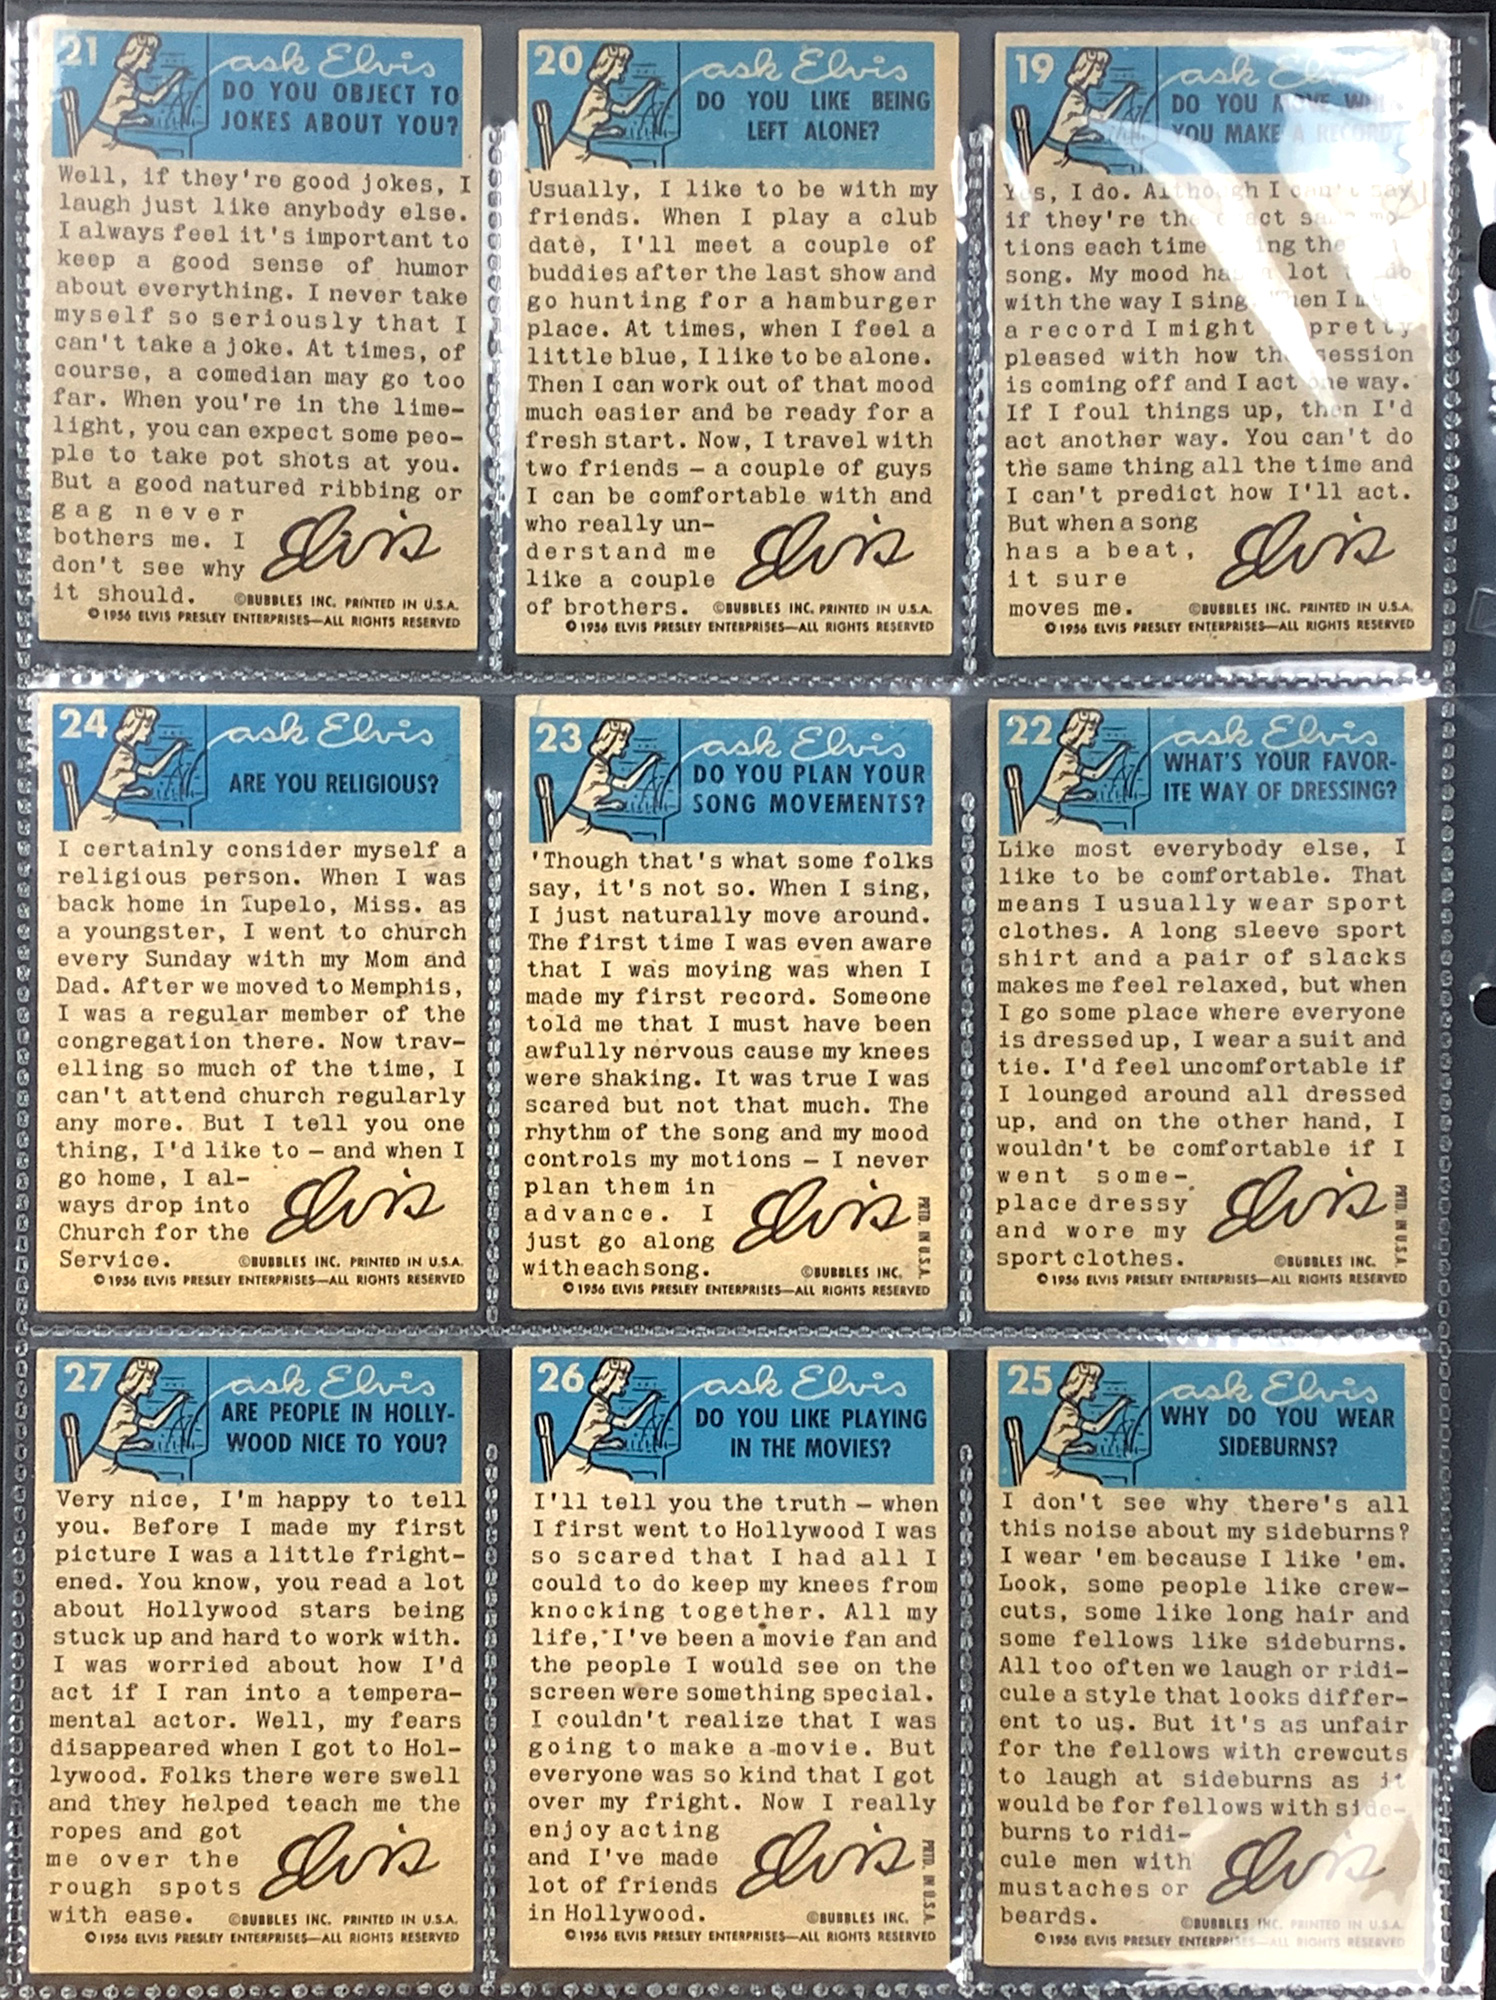 21
ask Elvis
DO YOU OBJECT TO
JOKES ABOUT YOU?
Well, if they're good jokes, I
laugh just like anybody else.
I always feel it's important to
keep a good sense of humor
about everything. I never take
myself so seriously that I
can't take a joke. At times, of
course, a comedian may go too
far. When you're in the lime-
light, you can expect some peo-
ple to take pot shots at you.
But a good natured ribbing or
gag never
bothers me. I
don't see why
it should.
Elvis
©BUBBLES INC. PRINTED IN U.S.A.
© 1956 ELVIS PRESLEY ENTERPRISES—ALL RIGHTS RESERVED
20
ask Elvis
DO YOU LIKE BEING
LEFT ALONE?
Usually, I like to be with my
friends. When I play a club
date, I'll meet a couple of
buddies after the last show and
go hunting for a hamburger
place. At times, when I feel a
little blue, I like to be alone.
Then I can work out of that mood
much easier and be ready for a
fresh start. Now, I travel with
two friends — a couple of guys
I can be comfortable with and
who really un-
derstand me
like a couple
of brothers.
Elvis
©BUBBLES INC. PRINTED IN U.S.A.
© 1956 ELVIS PRESLEY ENTERPRISES—ALL RIGHTS RESERVED
19
ask Elvis
DO YOU MOVE
YOU MAKE A RECORD?
Yes, I do. Although I can't say
if they're the exact same mo-
tions each time the
song. My mood has a lot to do
with the way I sing. When I
a record I might pretty
pleased with how the session
is coming off and I act one way.
If I foul things up, then I'd
act another way. You can't do
the same thing all the time and
I can't predict how I'll act.
But when a song
has a beat,
it sure
moves me.
Elvis
©BUBBLES INC. PRINTED IN U.S.A.
© 1956 ELVIS PRESLEY ENTERPRISES—ALL RIGHTS RESERVED
24
ask Elvis
ARE YOU RELIGIOUS?
I certainly consider myself a
religious person. When I was
back home in Tupelo, Miss. as
a youngster, I went to church
every Sunday with my Mom and
Dad. After we moved to Memphis,
I was a regular member of the
congregation there. Now trav-
elling so much of the time, I
can't attend church regularly
any more. But I tell you one
thing, I'd like to — and when I
go home, I al-
ways drop into
Church for the
Service.
Elvis
©BUBBLES INC. PRINTED IN U.S.A.
© 1956 ELVIS PRESLEY ENTERPRISES—ALL RIGHTS RESERVED
23
ask Elvis
DO YOU PLAN YOUR
SONG MOVEMENTS?
'Though that's what some folks
say, it's not so. When I sing,
I just naturally move around.
The first time I was even aware
that I was moving was when I
made my first record. Someone
told me that I must have been
awfully nervous cause my knees
were shaking. It was true I was
scared but not that much. The
rhythm of the song and my mood
controls my motions — I never
plan them in
advance. I
just go along
with each song.
Elvis
©BUBBLES INC.
PRTD. IN U.S.A.
© 1956 ELVIS PRESLEY ENTERPRISES—ALL RIGHTS RESERVED
22
ask Elvis
WHAT'S YOUR FAVOR-
ITE WAY OF DRESSING?
Like most everybody else, I
like to be comfortable. That
means I usually wear sport
clothes. A long sleeve sport
shirt and a pair of slacks
makes me feel relaxed, but when
I go some place where everyone
is dressed up, I wear a suit and
tie. I'd feel uncomfortable if
I lounged around all dressed
up, and on the other hand, I
wouldn't be comfortable if I
went some-
place dressy
and wore my
sport clothes.
Elvis
©BUBBLES INC.
PRTD. IN U.S.A.
© 1956 ELVIS PRESLEY ENTERPRISES—ALL RIGHTS RESERVED
27
ask Elvis
ARE PEOPLE IN HOLLY-
WOOD NICE TO YOU?
Very nice, I'm happy to tell
you. Before I made my first
picture I was a little fright-
ened. You know, you read a lot
about Hollywood stars being
stuck up and hard to work with.
I was worried about how I'd
act if I ran into a tempera-
mental actor. Well, my fears
disappeared when I got to Hol-
lywood. Folks there were swell
and they helped teach me the
ropes and got
me over the
rough spots
with ease.
Elvis
©BUBBLES INC. PRINTED IN U.S.A.
© 1956 ELVIS PRESLEY ENTERPRISES—ALL RIGHTS RESERVED
26
ask Elvis
DO YOU LIKE PLAYING
IN THE MOVIES?
I'll tell you the truth — when
I first went to Hollywood I was
so scared that I had all I
could to do keep my knees from
knocking together. All my
life, I've been a movie fan and
the people I would see on the
screen were something special.
I couldn't realize that I was
going to make a movie. But
everyone was so kind that I got
over my fright. Now I really
enjoy acting
and I've made
lot of friends
in Hollywood.
Elvis
©BUBBLES INC.
PRTD. IN U.S.A.
© 1956 ELVIS PRESLEY ENTERPRISES—ALL RIGHTS RESERVED
25
ask Elvis
WHY DO YOU WEAR
SIDEBURNS?
I don't see why there's all
this noise about my sideburns?
I wear 'em because I like 'em.
Look, some people like crew-
cuts, some like long hair and
some fellows like sideburns.
All too often we laugh or ridi-
cule a style that looks differ-
ent to us. But it's as unfair
for the fellows with crewcuts
to laugh at sideburns as it
would be for fellows with side-
burns to ridi-
cule men with
mustaches or
beards.
Elvis
©BUBBLES INC. PRINTED IN U.S.A.
© 1956 ELVIS PRESLEY ENTERPRISES—ALL RIGHTS RESERVED